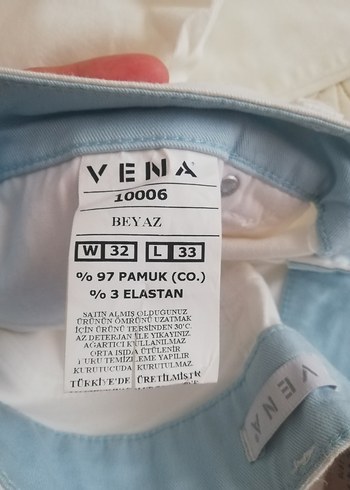 VENA
10006
BEYAZ
W 32 L 33
% 97 PAMUK (CO.)
% 3 ELASTAN
SATIN ALMIŞ OLDUĞUNUZ
ÜRÜNÜN ÖMRÜNÜ UZATMAK
İÇİN ÜRÜNÜ TERSİNDEN 30°C.
AZ DETERJAN İLE YIKAYINIZ.
AĞARTICI KULLANILMAZ
ORTA ISIDA ÜTÜLENİR
KURU TEMİZLEME YAPILIR
KURUTUCUDA KURUTULMAZ
TÜRKİYE'DE ÜRETİLMİŞTİR
VENA